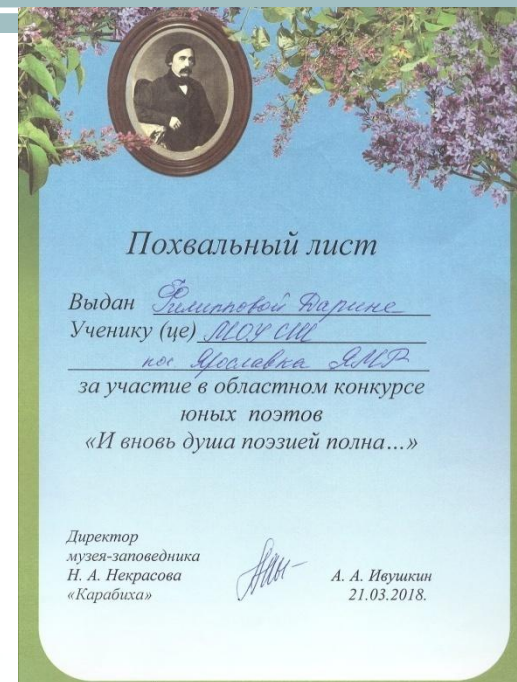 Похвальный лист
Выдан Филипповой Дарине
Ученику (це) МОУ СШ
пос. Ярославка ЯМР
за участие в областном конкурсе
юных поэтов
«И вновь душа поэзией полна...»
Директор
музея-заповедника
Н. А. Некрасова
«Карабиха»
А. А. Ивушкин
21.03.2018.